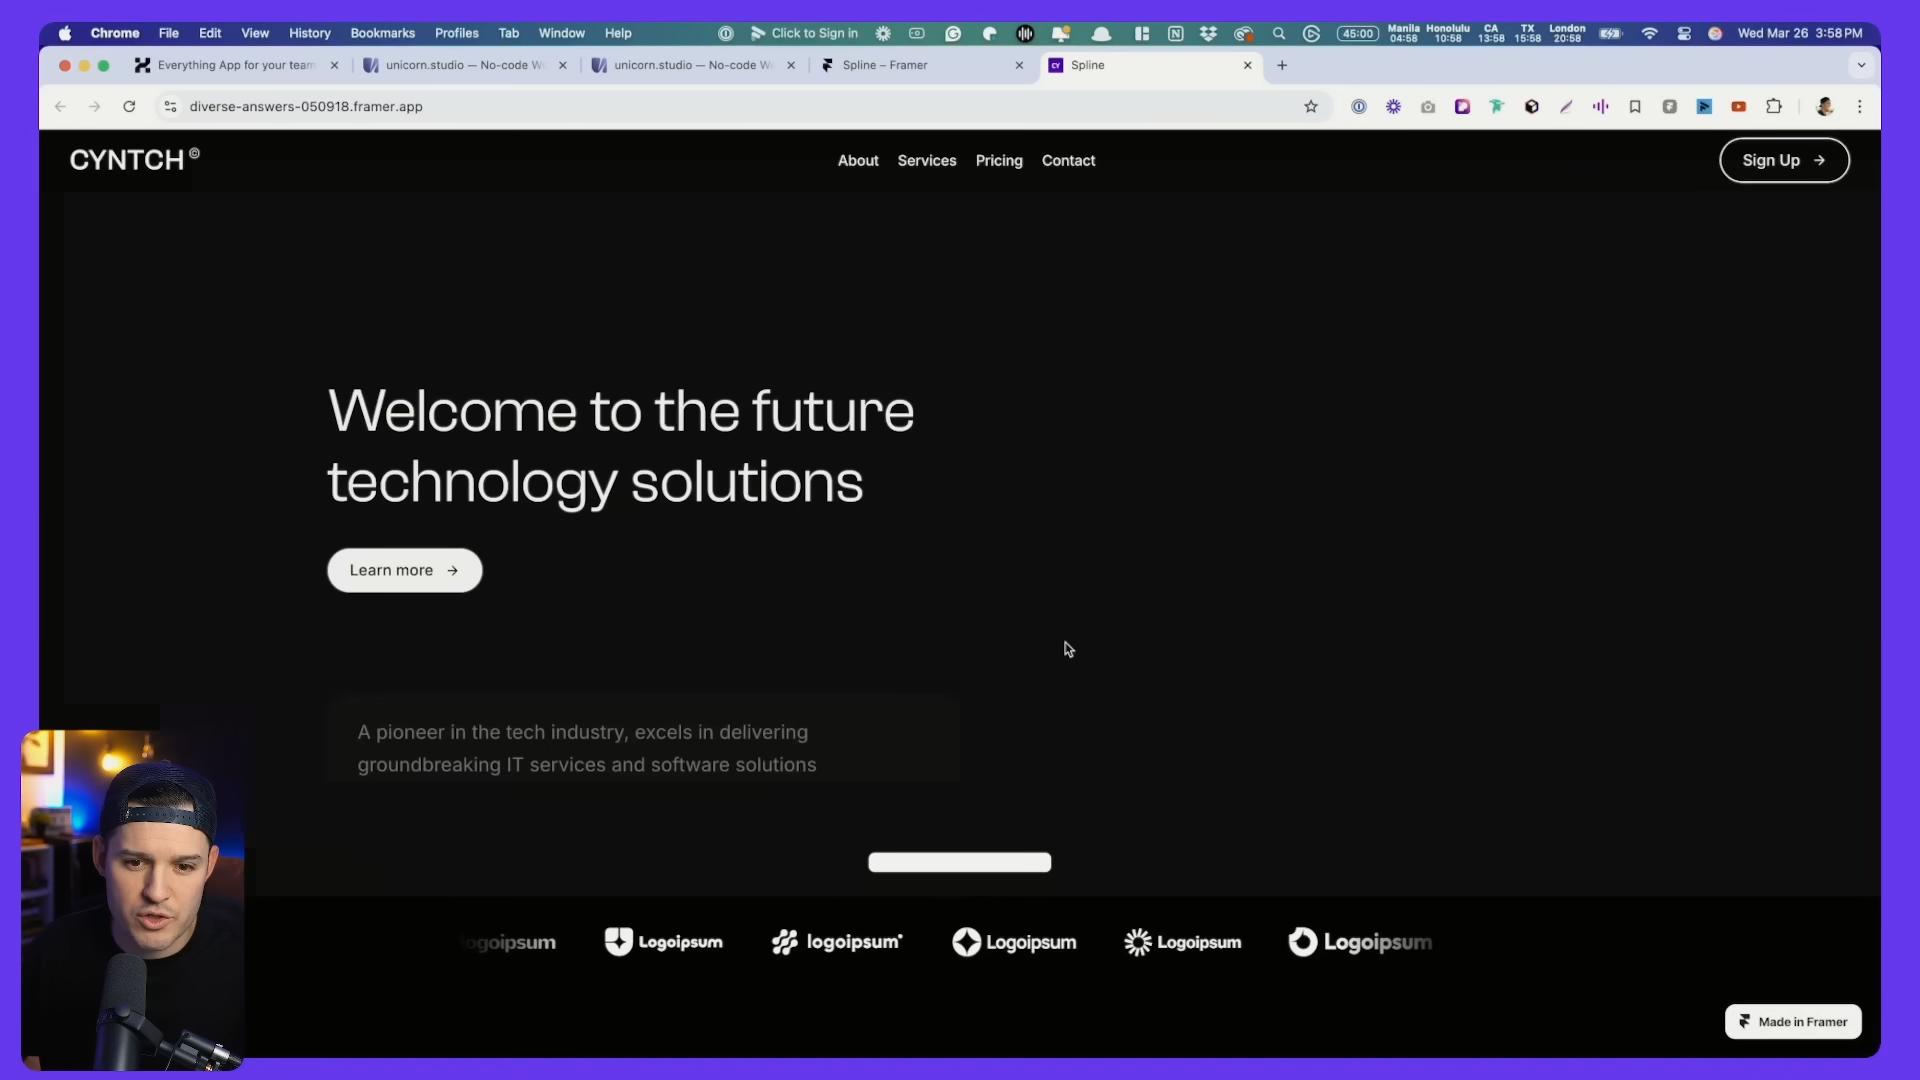 Chrome File Edit View History Bookmarks Profiles Tab Window Help
Click to Sign in
45:00
Manila 04:58
Honolulu 10:58
CA 13:58
TX 15:58
London 20:58
Wed Mar 26 3:58 PM
Everything App for your team
unicorn.studio — No-code W
unicorn.studio — No-code W
Spline – Framer
CY Spline
diverse-answers-050918.framer.app
CYNTCH ©
About Services Pricing Contact
Sign Up →
Welcome to the future
technology solutions
Learn more →
A pioneer in the tech industry, excels in delivering
groundbreaking IT services and software solutions
ogoipsum Logoipsum logoipsum Logoipsum Logoipsum Logoipsum
Made in Framer